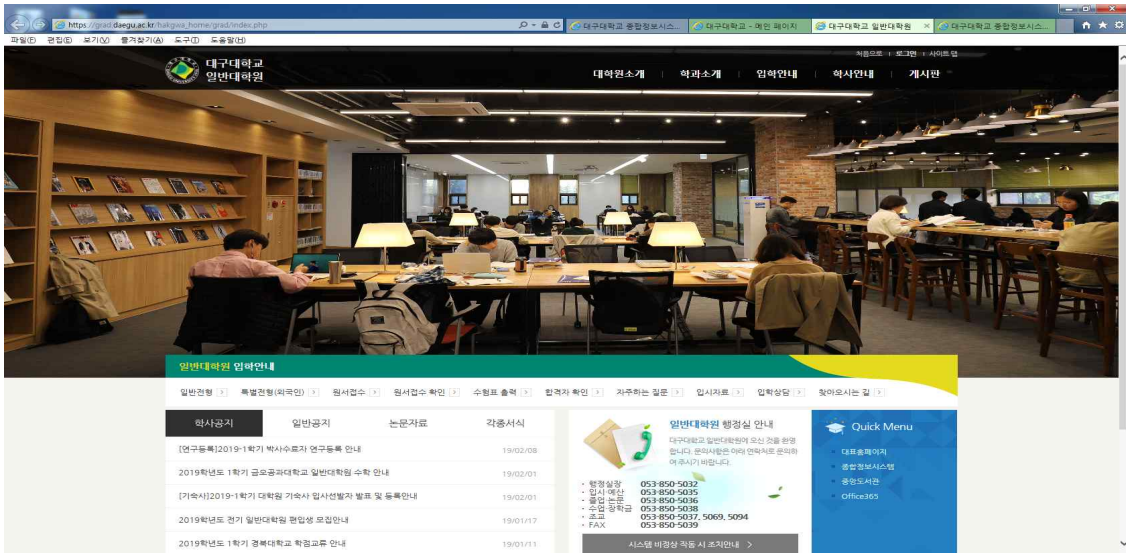 https://grad.daegu.ac.kr/hakgwa_home/grad/index.php
대구대학교 종합정보시스...
대구대학교 - 메인 페이지
대구대학교 일반대학원
대구대학교 종합정보시스...
파일(F) 편집(E) 보기(V) 즐겨찾기(A) 도구(T) 도움말(H)
처음으로 | 로그인 | 사이트 맵
대구대학교
일반대학원
대학원소개 | 학과소개 | 입학안내 | 학사안내 | 게시판
일반대학원 입학안내
일반전형 특별전형(외국인) 원서접수 원서접수 확인 수험표 출력 합격자 확인 자주하는 질문 입시자료 입학상담 찾아오시는 길
학사공지 일반공지 논문자료 각종서식
[연구등록]2019-1학기 박사수료자 연구등록 안내 19/02/08
2019학년도 1학기 금오공과대학교 일반대학원 수학 안내 19/02/01
[기숙사]2019-1학기 대학원 기숙사 입사선발자 발표 및 등록안내 19/02/01
2019학년도 전기 일반대학원 편입생 모집안내 19/01/17
2019학년도 1학기 경북대학교 학점교류 안내 19/01/11
일반대학원 행정실 안내
대구대학교 일반대학원에 오신 것을 환영
합니다. 문의사항은 아래 연락처로 문의하
여 주시기 바랍니다.
· 행정실장 053-850-5032
· 입시·예산 053-850-5035
· 졸업·논문 053-850-5036
· 수업·장학금 053-850-5038
· 조교 053-850-5037, 5069, 5094
· FAX 053-850-5039
시스템 비정상 작동 시 조치안내 >
Quick Menu
대표홈페이지
종합정보시스템
중앙도서관
Office365